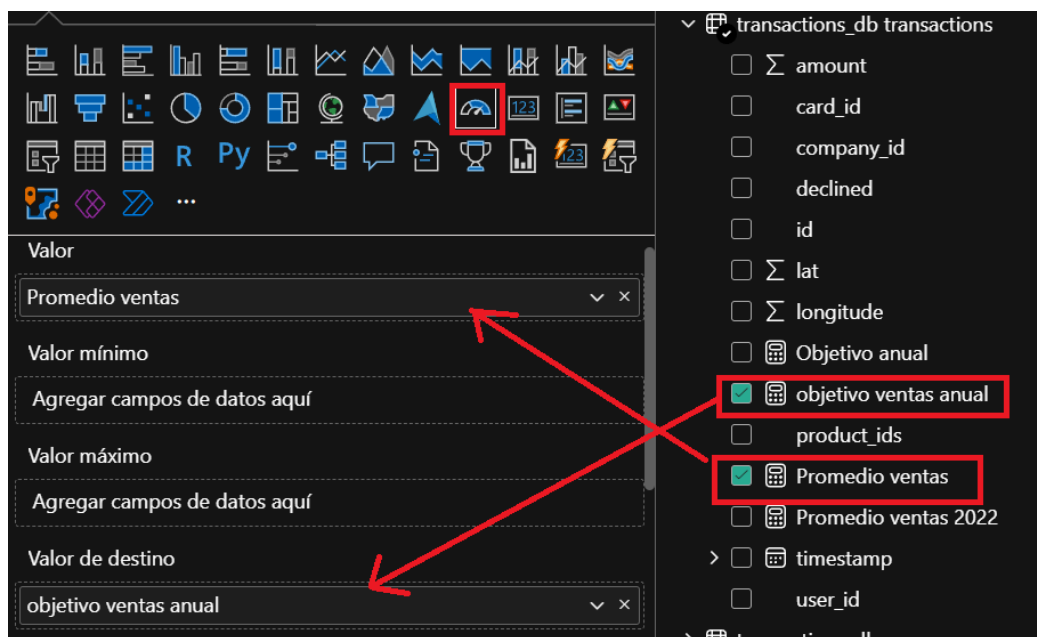 123
R
Py
123
...
Valor
Promedio ventas
Valor mínimo
Agregar campos de datos aquí
Valor máximo
Agregar campos de datos aquí
Valor de destino
objetivo ventas anual
transactions_db transactions
amount
card_id
company_id
declined
id
lat
longitude
Objetivo anual
objetivo ventas anual
product_ids
Promedio ventas
Promedio ventas 2022
timestamp
user_id